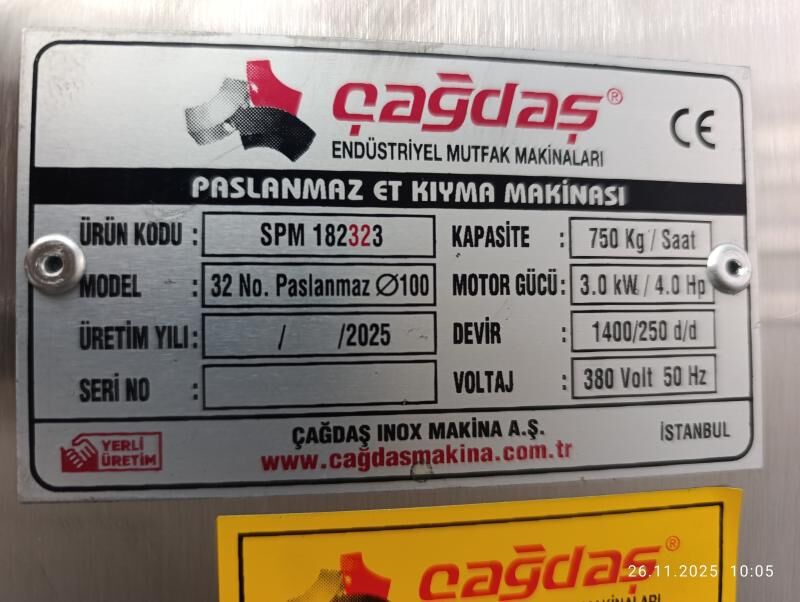 çağdaş®
ENDÜSTRİYEL MUTFAK MAKİNALARI
CE
PASLANMAZ ET KIYMA MAKİNASI
ÜRÜN KODU : SPM 182323 KAPASİTE : 750 Kg / Saat
MODEL : 32 No. Paslanmaz Ø100 MOTOR GÜCÜ : 3.0 kW / 4.0 Hp
ÜRETİM YILI : / /2025 DEVİR : 1400/250 d/d
SERİ NO : VOLTAJ : 380 Volt 50 Hz
YERLİ
ÜRETİM
ÇAĞDAŞ INOX MAKİNA A.Ş.
www.cagdasmakina.com.tr
İSTANBUL
çağdaş®
MAKİNALARI
26.11.2025 10:05